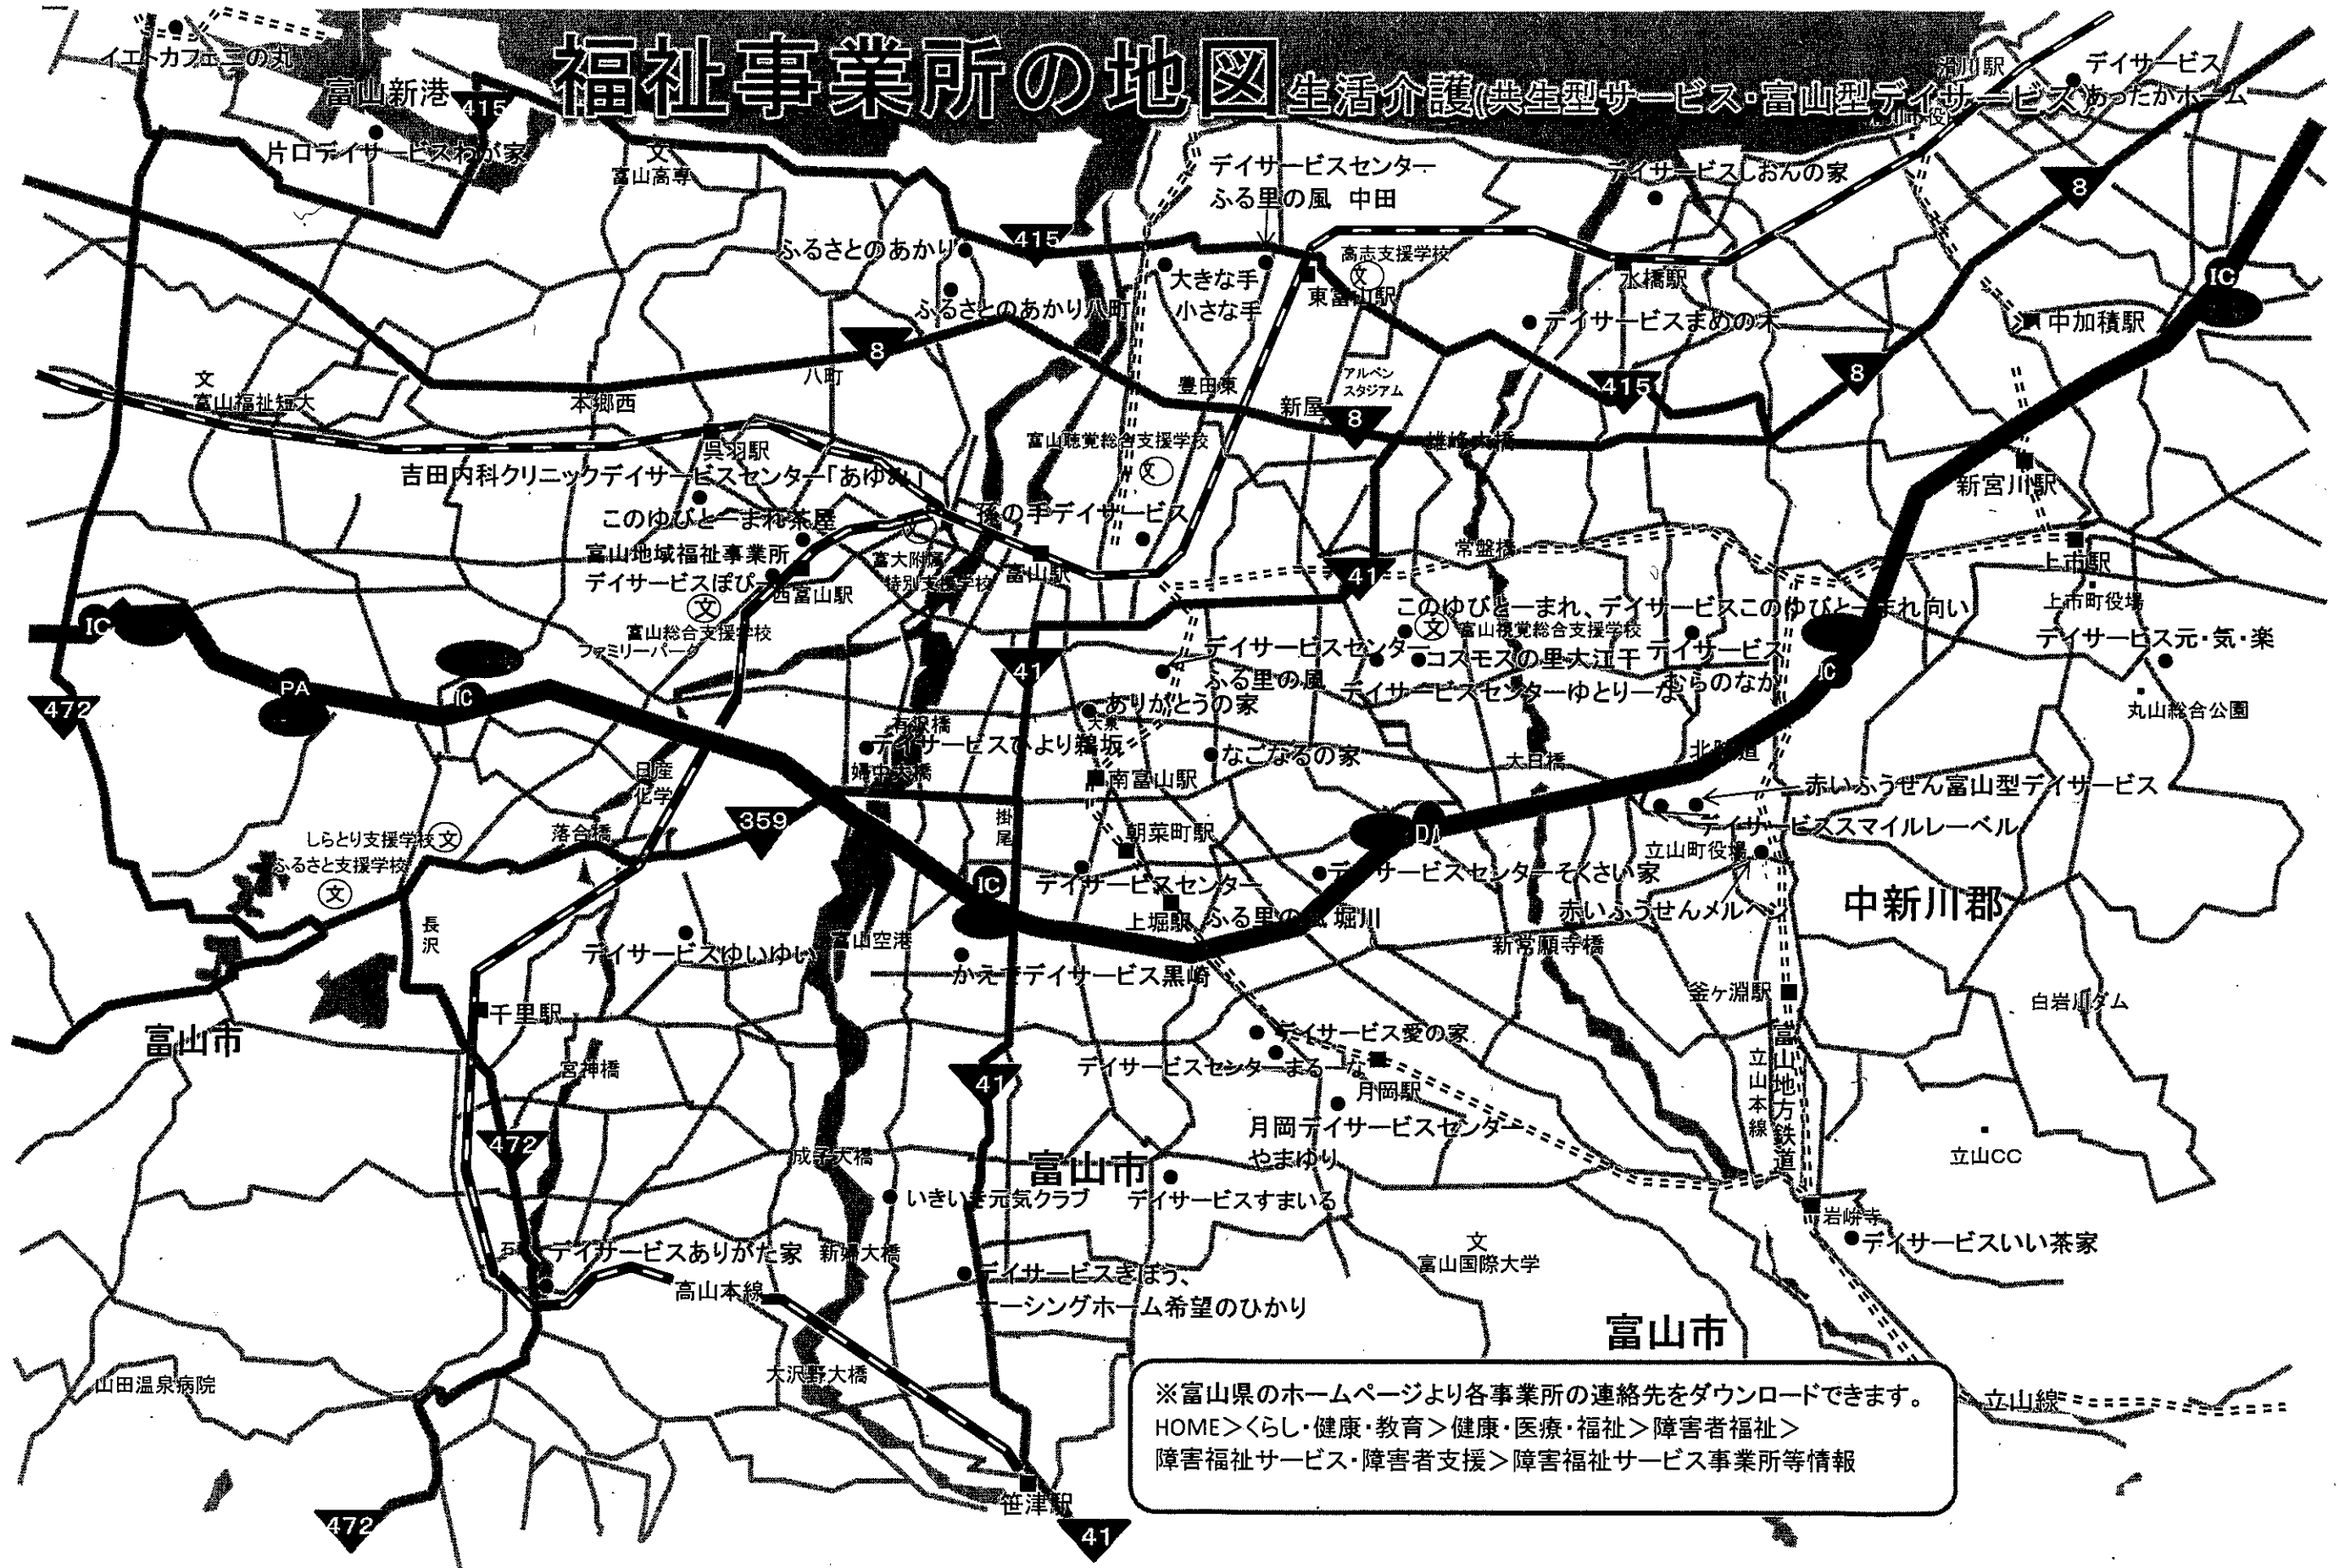 福祉事業所の地図 生活介護(共生型サービス・富山型デイサービス)
イエトカフェ二の丸
富山新港
415
片口デイサービスわが家
文
富山高専
滑川駅
デイサービス
あったかホーム
デイサービスセンター
ふる里の風 中田
デイサービスしおんの家
8
ふるさとのあかり
415
高志支援学校
文
大きな手
小さな手
東富山駅
水橋駅
IC
ふるさとのあかり八町
デイサービスまめの木
中加積駅
8
八町
文
富山福祉短大
本郷西
豊田東
アルペン
スタジアム
新屋
8
415
8
呉羽駅
富山聴覚総合支援学校
文
雄峰大橋
吉田内科クリニックデイサービスセンター「あゆみ」
新宮川駅
このゆびとーまれ茶屋
孫の手デイサービス
富山地域福祉事業所
デイサービスぽぴー
西富山駅
富大附属
特別支援学校
富山駅
常盤橋
41
上市駅
上市町役場
IC
文
富山総合支援学校
ファミリーパーク
このゆびとーまれ、デイサービスこのゆびとーまれ向い
文
富山視覚総合支援学校
デイサービス元・気・楽
デイサービスセンター
ふる里の風
コスモスの里大江干
デイサービス
むらのなか
デイサービスセンターゆとりーな
IC
41
PA
IC
472
ありがとうの家
大泉
丸山総合公園
有沢橋
デイサービスひより鵜坂
なごなるの家
北陸道
大日橋
婦中大橋
南富山駅
日産
化学
赤いふうせん富山型デイサービス
デイサービススマイルレーベル
359
掛尾
朝菜町駅
立山町役場
しらとり支援学校
文
落合橋
ふるさと支援学校
文
IC
デイサービスセンター
ふる里の風 堀川
デイサービスセンターそくさい家
赤いふうせんメルヘン
中新川郡
上堀駅
長沢
デイサービスゆいゆい
富山空港
かえでデイサービス黒崎
新常願寺橋
釜ヶ淵駅
白岩川ダム
千里駅
富山市
デイサービス愛の家
デイサービスセンターまるーな
月岡駅
立山本線
富山地方鉄道
宮神橋
41
472
月岡デイサービスセンター
やまゆり
成子大橋
富山市
立山CC
いきいき元気クラブ
デイサービスすまいる
岩峅寺
デイサービスいい茶家
デイサービスありがた家
新婦大橋
文
富山国際大学
デイサービスきぼう、
ナーシングホーム希望のひかり
高山本線
富山市
大沢野大橋
山田温泉病院
立山線
※富山県のホームページより各事業所の連絡先をダウンロードできます。
HOME>くらし・健康・教育>健康・医療・福祉>障害者福祉>
障害福祉サービス・障害者支援>障害福祉サービス事業所等情報
笹津駅
472
41